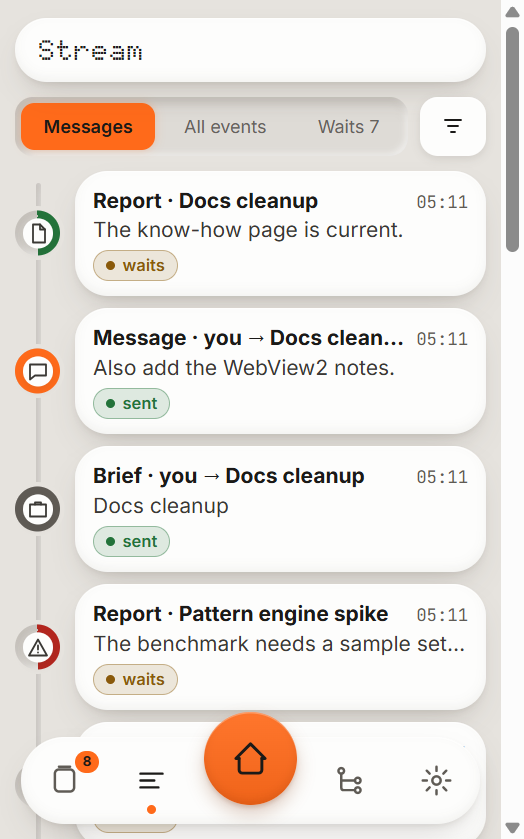 Stream
Messages All events Waits 7
Report · Docs cleanup 05:11
The know-how page is current.
waits
Message · you → Docs clean… 05:11
Also add the WebView2 notes.
sent
Brief · you → Docs cleanup 05:11
Docs cleanup
sent
Report · Pattern engine spike 05:11
The benchmark needs a sample set…
waits
8